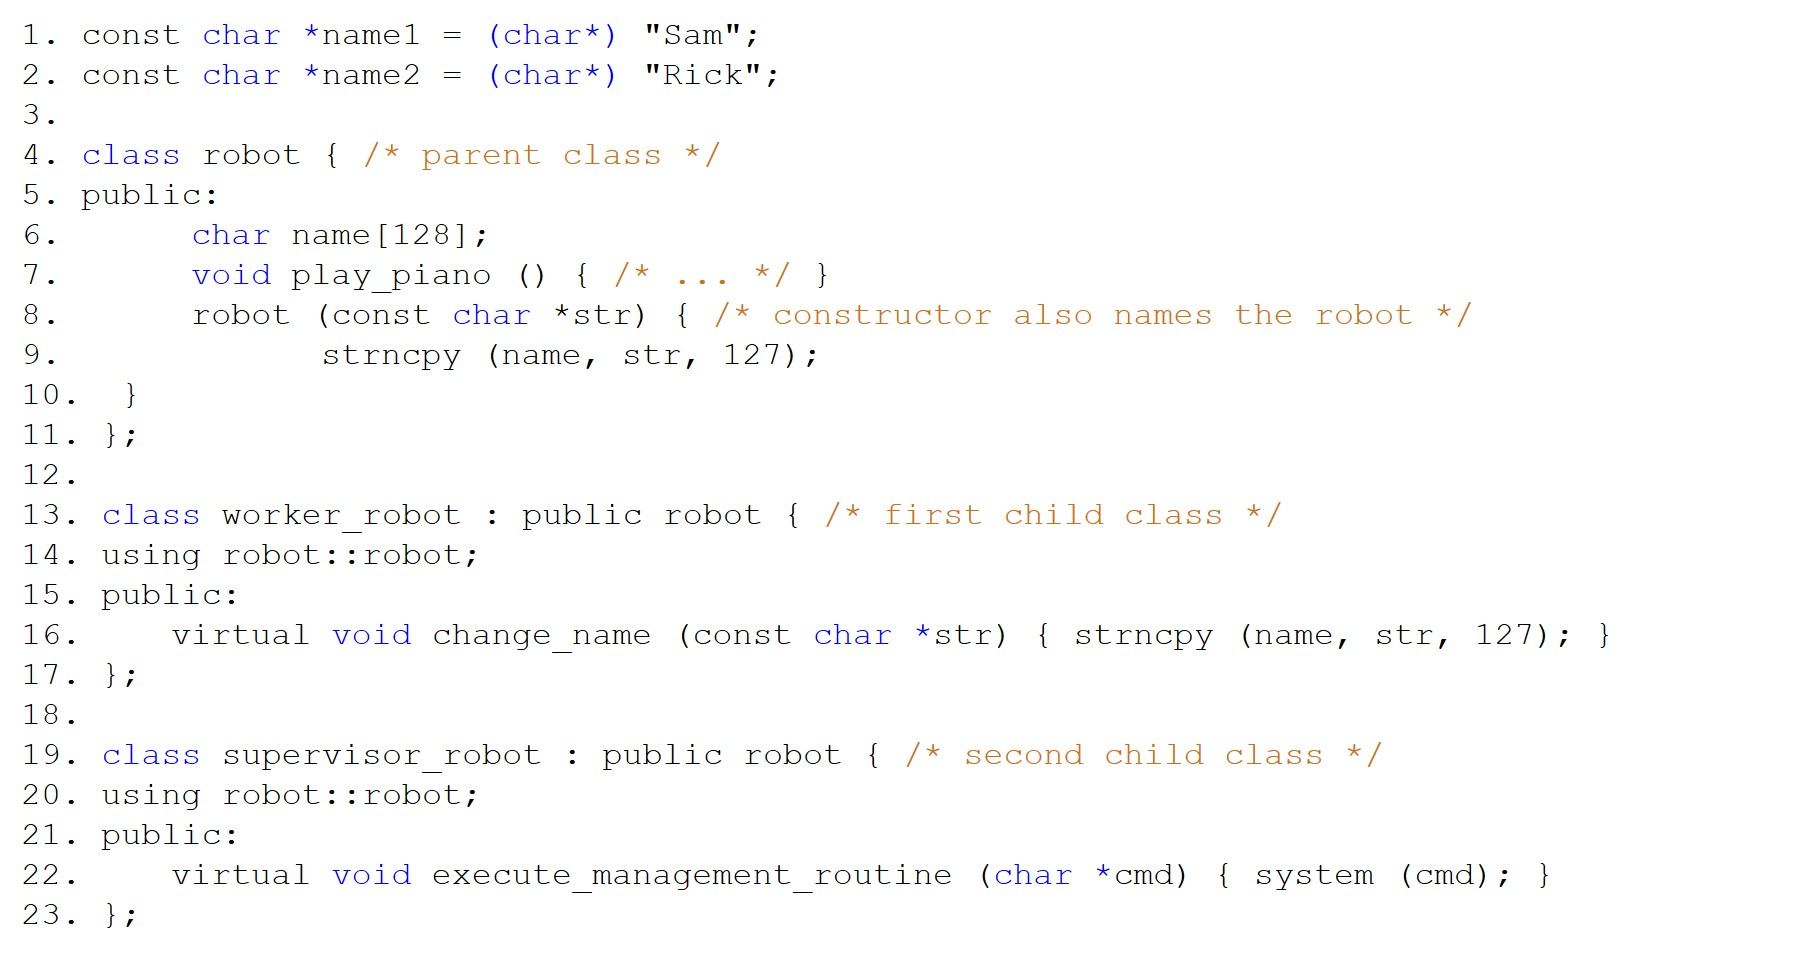 1. const char *name1 = (char*) "Sam";
2. const char *name2 = (char*) "Rick";
3.
4. class robot { /* parent class */
5. public:
6. char name[128];
7. void play_piano () { /* ... */ }
8. robot (const char *str) { /* constructor also names the robot */
9. strncpy (name, str, 127);
10. }
11. };
12.
13. class worker_robot : public robot { /* first child class */
14. using robot::robot;
15. public:
16. virtual void change_name (const char *str) { strncpy (name, str, 127); }
17. };
18.
19. class supervisor_robot : public robot { /* second child class */
20. using robot::robot;
21. public:
22. virtual void execute_management_routine (char *cmd) { system (cmd); }
23. };